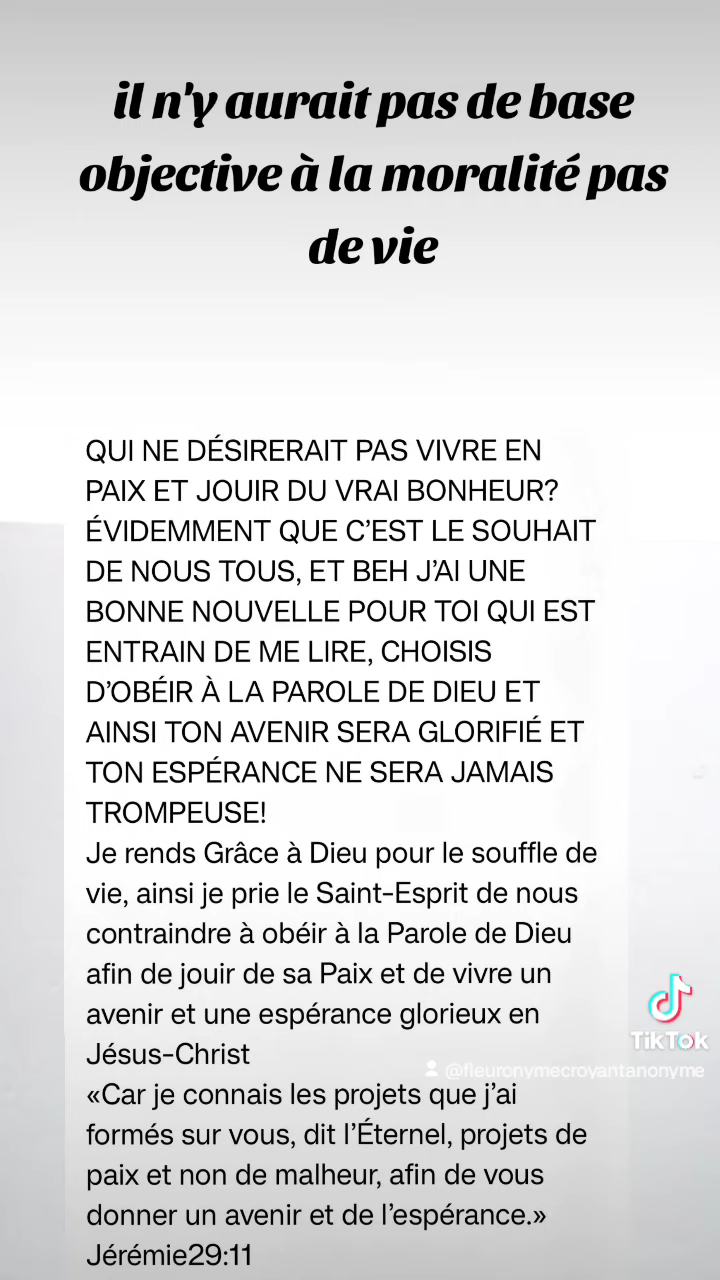 il n'y aurait pas de base
objective à la moralité pas
de vie
QUI NE DÉSIRERAIT PAS VIVRE EN
PAIX ET JOUIR DU VRAI BONHEUR?
ÉVIDEMMENT QUE C’EST LE SOUHAIT
DE NOUS TOUS, ET BEH J’AI UNE
BONNE NOUVELLE POUR TOI QUI EST
ENTRAIN DE ME LIRE, CHOISIS
D’OBÉIR À LA PAROLE DE DIEU ET
AINSI TON AVENIR SERA GLORIFIÉ ET
TON ESPÉRANCE NE SERA JAMAIS
TROMPEUSE!
Je rends Grâce à Dieu pour le souffle de
vie, ainsi je prie le Saint-Esprit de nous
contraindre à obéir à la Parole de Dieu
afin de jouir de sa Paix et de vivre un
avenir et une espérance glorieux en
Jésus-Christ
TikTok
@fleuronymecroyantanonyme
«Car je connais les projets que j’ai
formés sur vous, dit l’Éternel, projets de
paix et non de malheur, afin de vous
donner un avenir et de l’espérance.»
Jérémie29:11